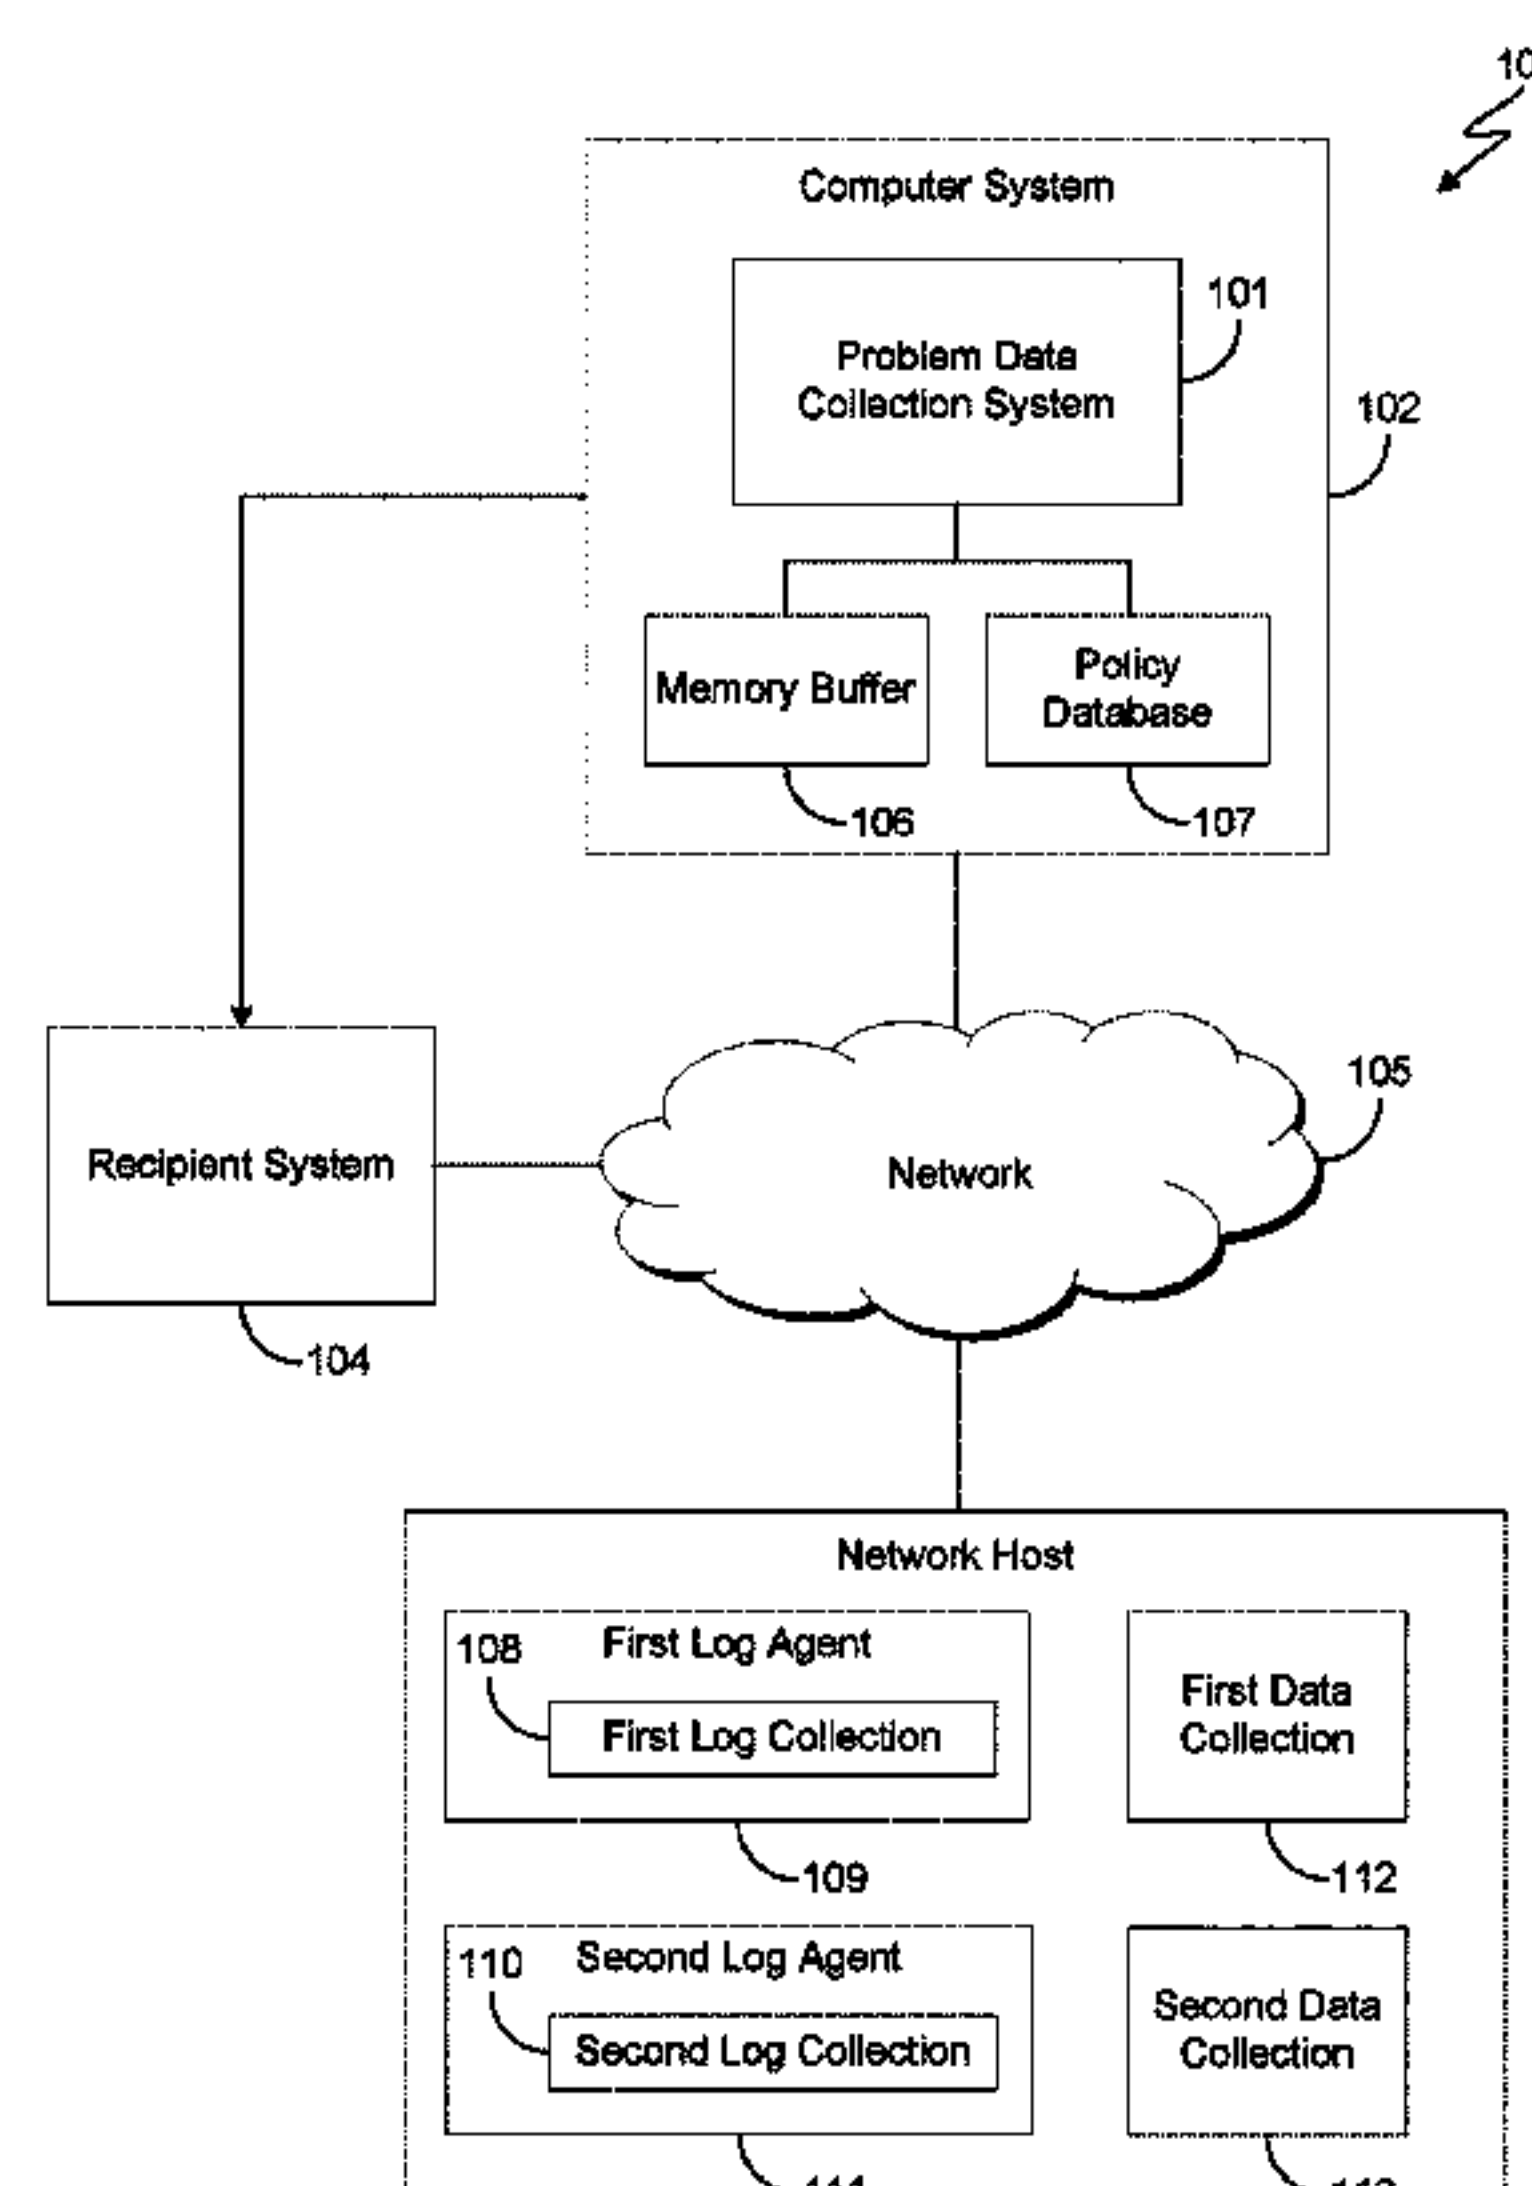 Computer System
101
Problem Data
Collection System
102
Memory Buffer
Policy
Database
106
107
105
Recipient System
Network
104
Network Host
108
First Log Agent
First Log Collection
First Data
Collection
109
112
110
Second Log Agent
Second Log Collection
Second Data
Collection